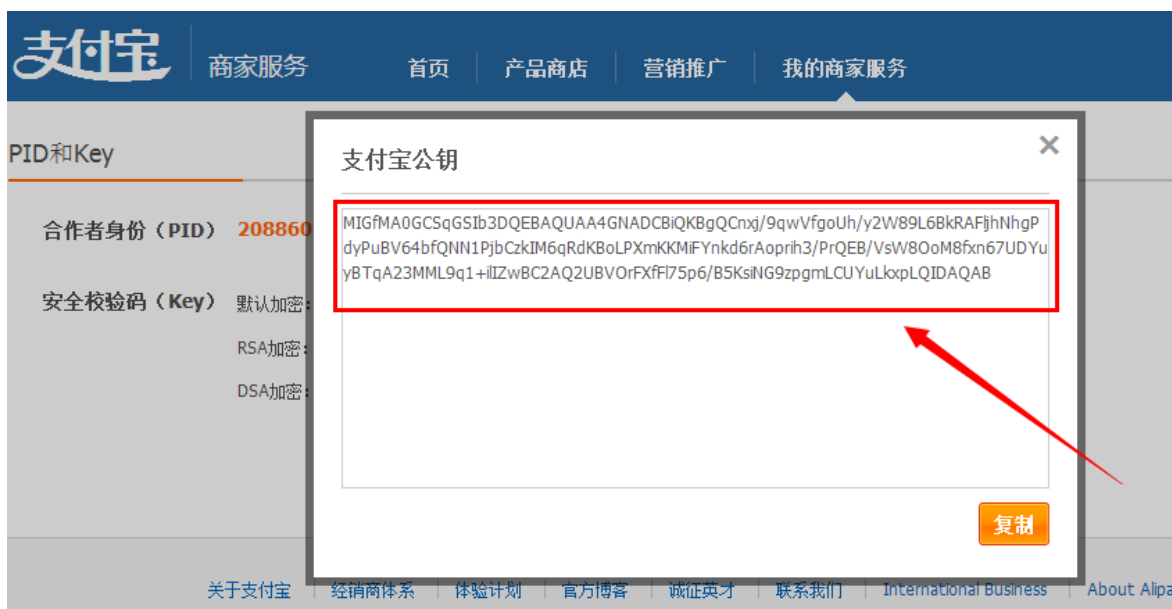 支付宝 商家服务 首页 产品商店 营销推广 我的商家服务
PID和Key
支付宝公钥
×
合作者身份（PID） 208860
MIGfMA0GCSqGSIb3DQEBAQUAA4GNADCBiQKBgQCnxj/9qwVfgoUh/y2W89L6BkRAFljhNhgP
dyPuBV64bfQNN1PjbCzkIM6qRdKBoLPXmKKMiFYnkd6rAoprih3/PrQEB/VsW8OoM8fxn67UDYu
yBTqA23MML9q1+ilIZwBC2AQ2UBVOrFXfFl75p6/B5KsiNG9zpgmLCUYuLkxpLQIDAQAB
安全校验码（Key） 默认加密：
RSA加密：
DSA加密：
复制
关于支付宝 经销商体系 体验计划 官方博客 诚征英才 联系我们 International Business About Alipa